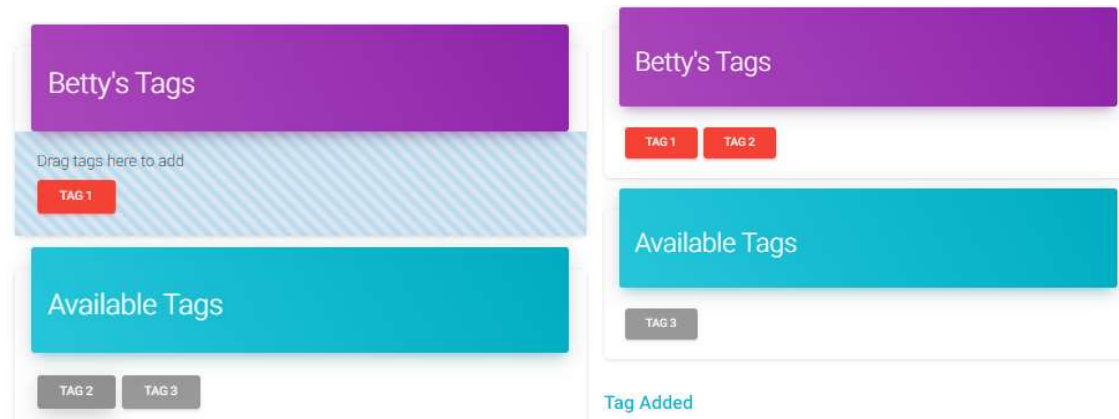 Betty's Tags
Drag tags here to add
TAG 1
Available Tags
TAG 2 TAG 3
Betty's Tags
TAG 1 TAG 2
Available Tags
TAG 3
Tag Added